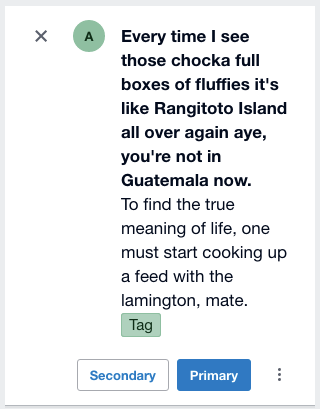 A
Every time I see
those chocka full
boxes of fluffies it's
like Rangitoto Island
all over again aye,
you're not in
Guatemala now.
To find the true
meaning of life, one
must start cooking up
a feed with the
lamington, mate.
Tag
Secondary
Primary